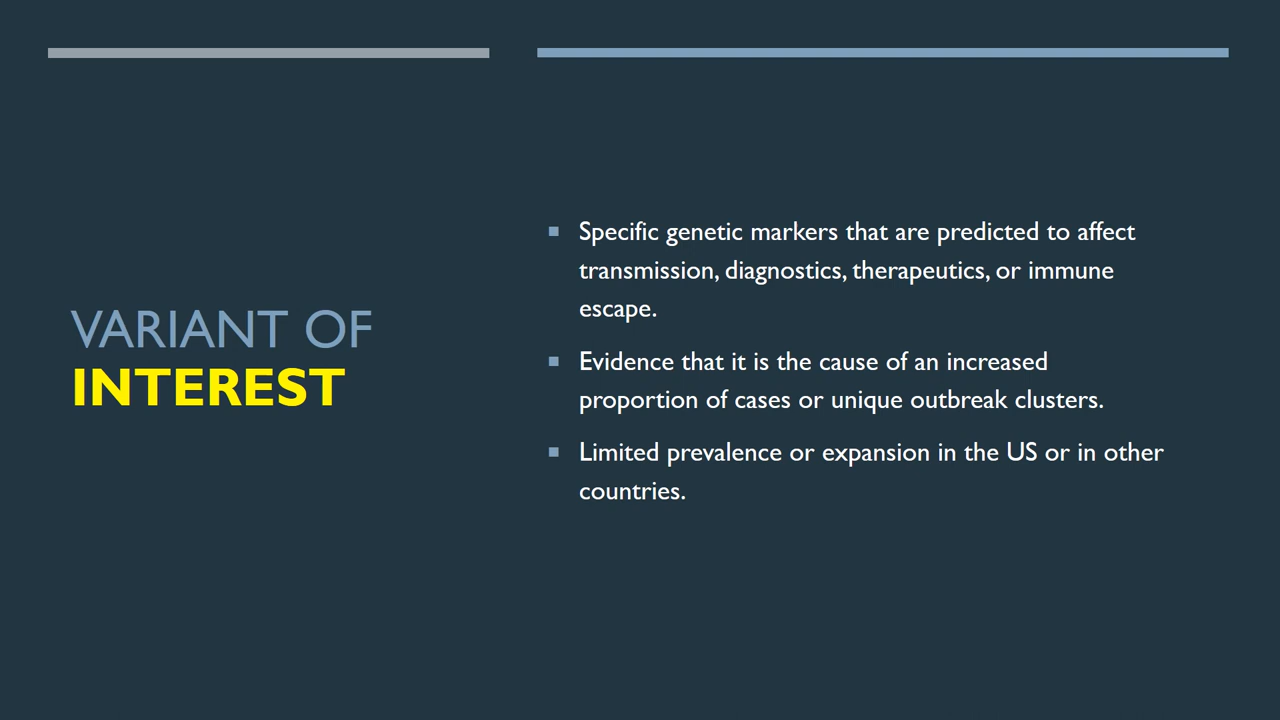 VARIANT OF
INTEREST
Specific genetic markers that are predicted to affect
transmission, diagnostics, therapeutics, or immune
escape.
Evidence that it is the cause of an increased
proportion of cases or unique outbreak clusters.
Limited prevalence or expansion in the US or in other
countries.